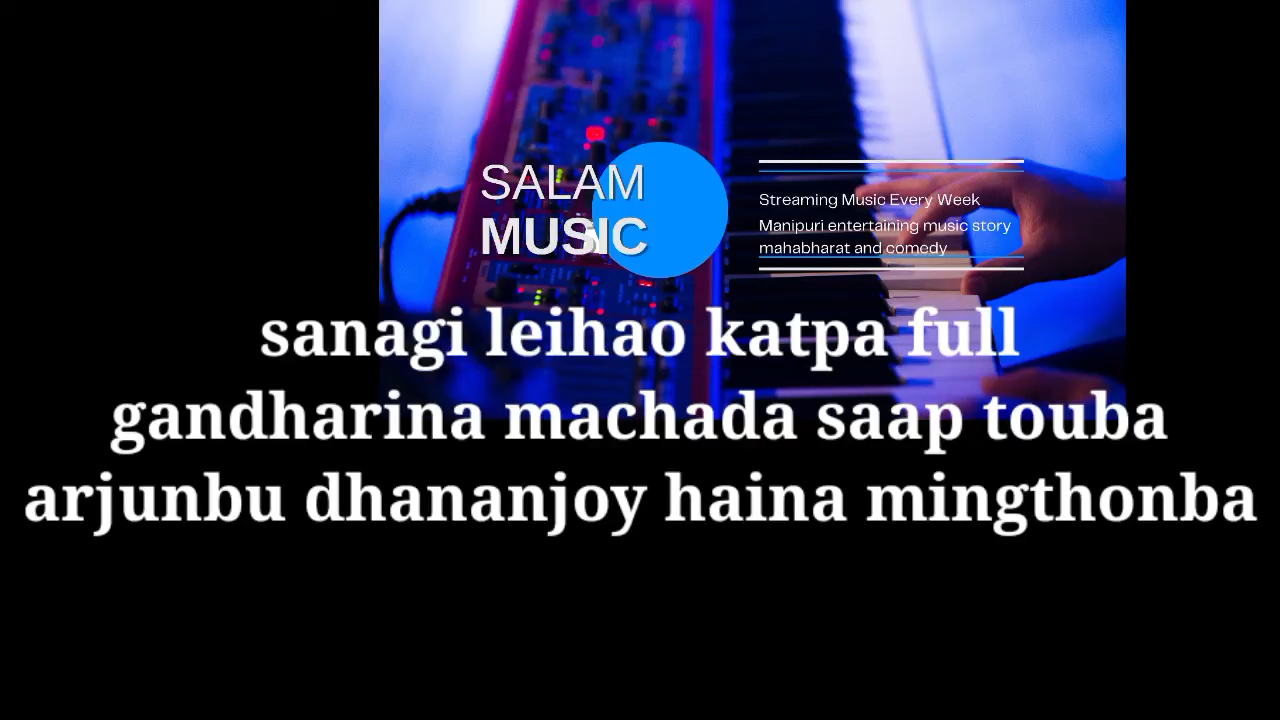 SALAM
MUSIC
Streaming Music Every Week
Manipuri entertaining music story
mahabharat and comedy
sanagi leihao katpa full
gandharina machada saap touba
arjunbu dhananjoy haina mingthonba